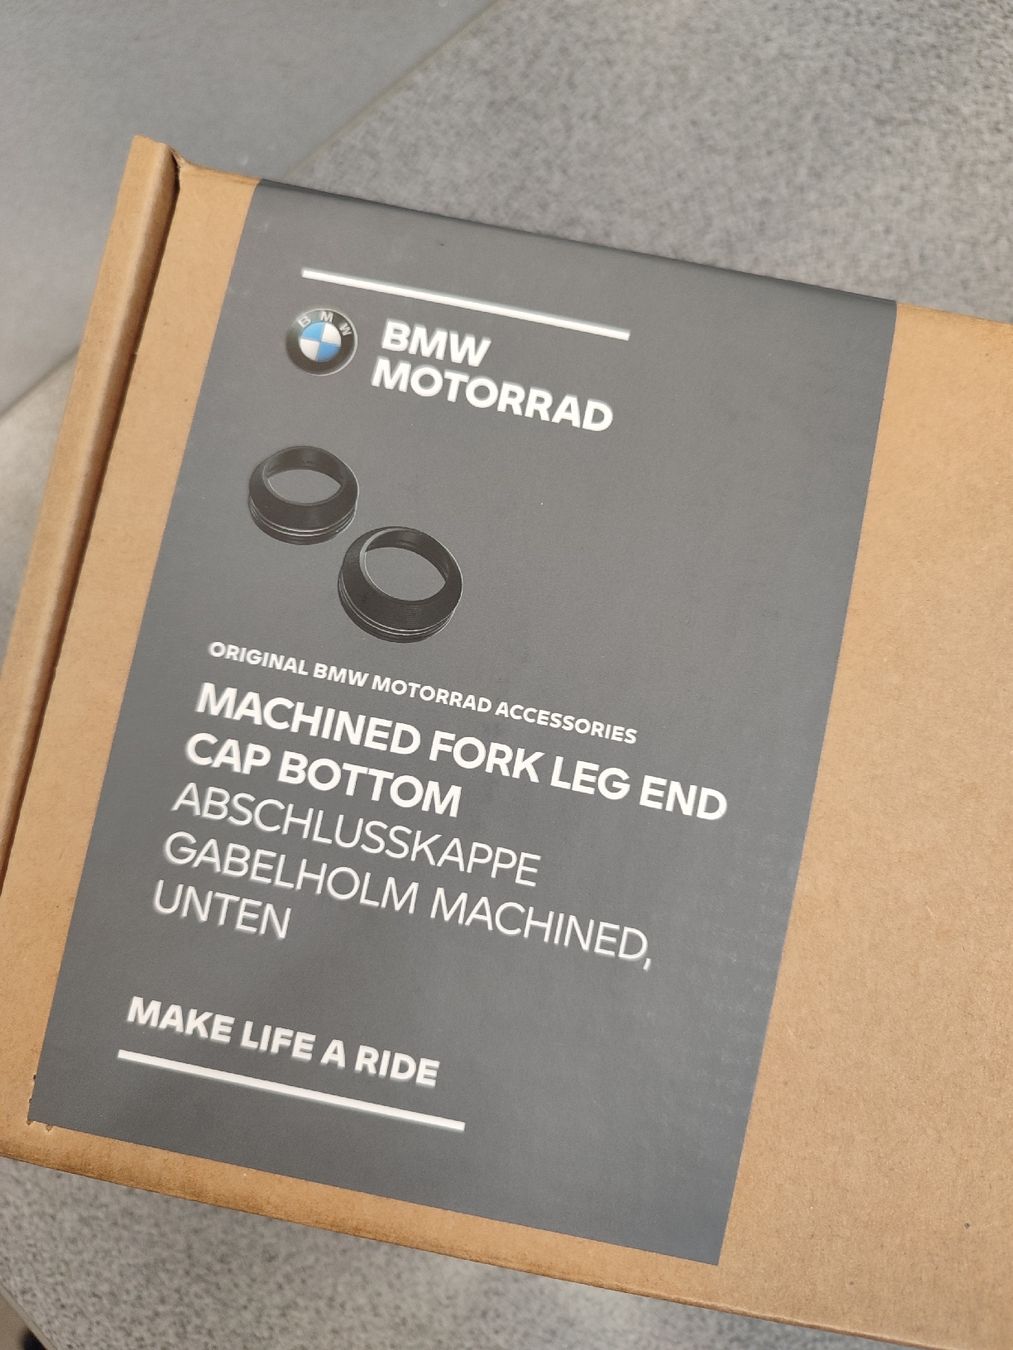 BMW
BMW
MOTORRAD
ORIGINAL BMW MOTORRAD ACCESSORIES
MACHINED FORK LEG END
CAP BOTTOM
ABSCHLUSSKAPPE
GABELHOLM MACHINED,
UNTEN
MAKE LIFE A RIDE